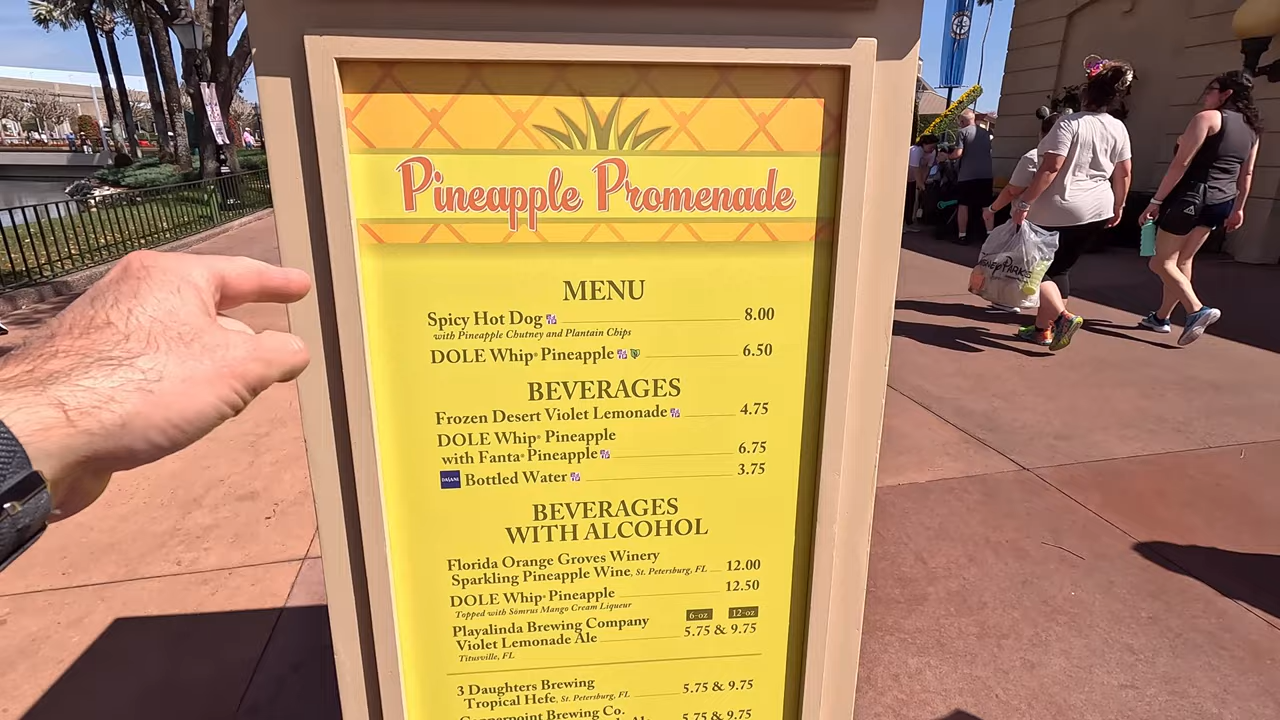 Pineapple Promenade
MENU
Spicy Hot Dog 8.00
with Pineapple Chutney and Plantain Chips
DOLE Whip® Pineapple 6.50
BEVERAGES
Frozen Desert Violet Lemonade 4.75
DOLE Whip® Pineapple
with Fanta® Pineapple 6.75
DASANI Bottled Water 3.75
BEVERAGES
WITH ALCOHOL
Florida Orange Groves Winery
Sparkling Pineapple Wine, St. Petersburg, FL 12.00
DOLE Whip® Pineapple 12.50
Topped with Sōmrus Mango Cream Liqueur
6-oz 12-oz
Playalinda Brewing Company
Violet Lemonade Ale 5.75 & 9.75
Titusville, FL
3 Daughters Brewing
Tropical Hefe, St. Petersburg, FL 5.75 & 9.75
Brewing Co.
5.75 & 9.75
Disney Parks